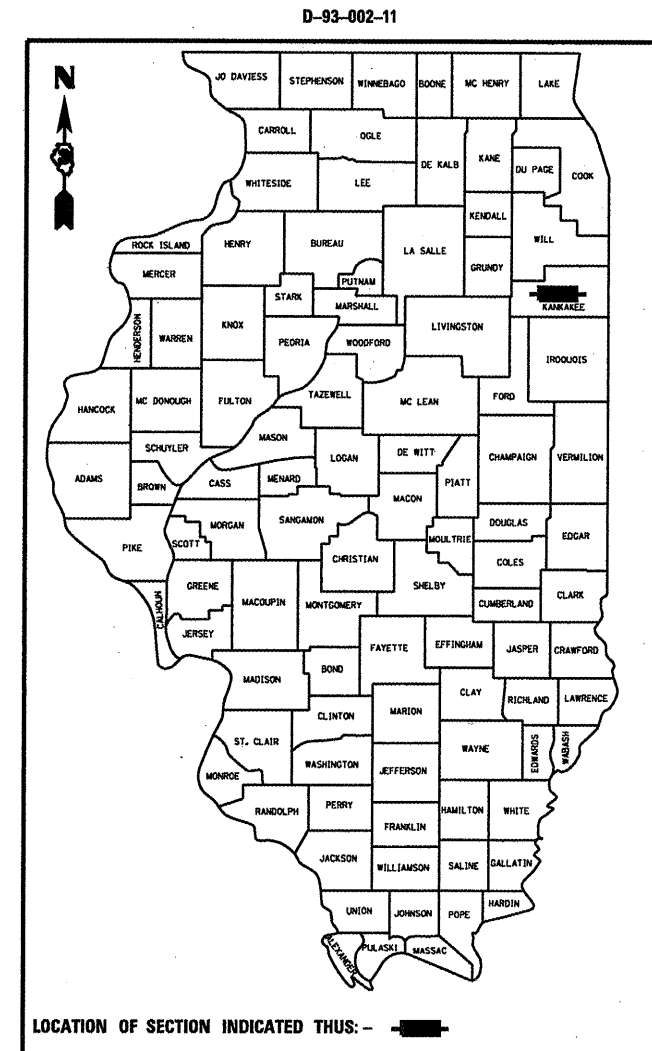 D-93-002-11
N
JO DAVIESS STEPHENSON WINNEBAGO BOONE MC HENRY LAKE
CARROLL OGLE DE KALB KANE DU PAGE COOK
WHITESIDE LEE KENDALL WILL
ROCK ISLAND HENRY BUREAU LA SALLE GRUNDY
MERCER PUTNAM
STARK MARSHALL KANKAKEE
HENDERSON WARREN KNOX PEORIA WOODFORD LIVINGSTON IROQUOIS
HANCOCK MC DONOUGH FULTON TAZEWELL MC LEAN FORD
SCHUYLER MASON LOGAN DE WITT CHAMPAIGN VERMILION
ADAMS BROWN CASS MENARD MACON PIATT
PIKE SCOTT MORGAN SANGAMON CHRISTIAN MOULTRIE DOUGLAS EDGAR
COLES
CALHOUN GREENE MACOUPIN MONTGOMERY SHELBY CUMBERLAND CLARK
JERSEY BOND FAYETTE EFFINGHAM JASPER CRAWFORD
MADISON CLINTON MARION CLAY RICHLAND LAWRENCE
ST. CLAIR WASHINGTON JEFFERSON WAYNE EDWARDS WABASH
MONROE
RANDOLPH PERRY FRANKLIN HAMILTON WHITE
JACKSON WILLIAMSON SALINE GALLATIN
UNION JOHNSON POPE HARDIN
ALEXANDER PULASKI MASSAC
LOCATION OF SECTION INDICATED THUS: -